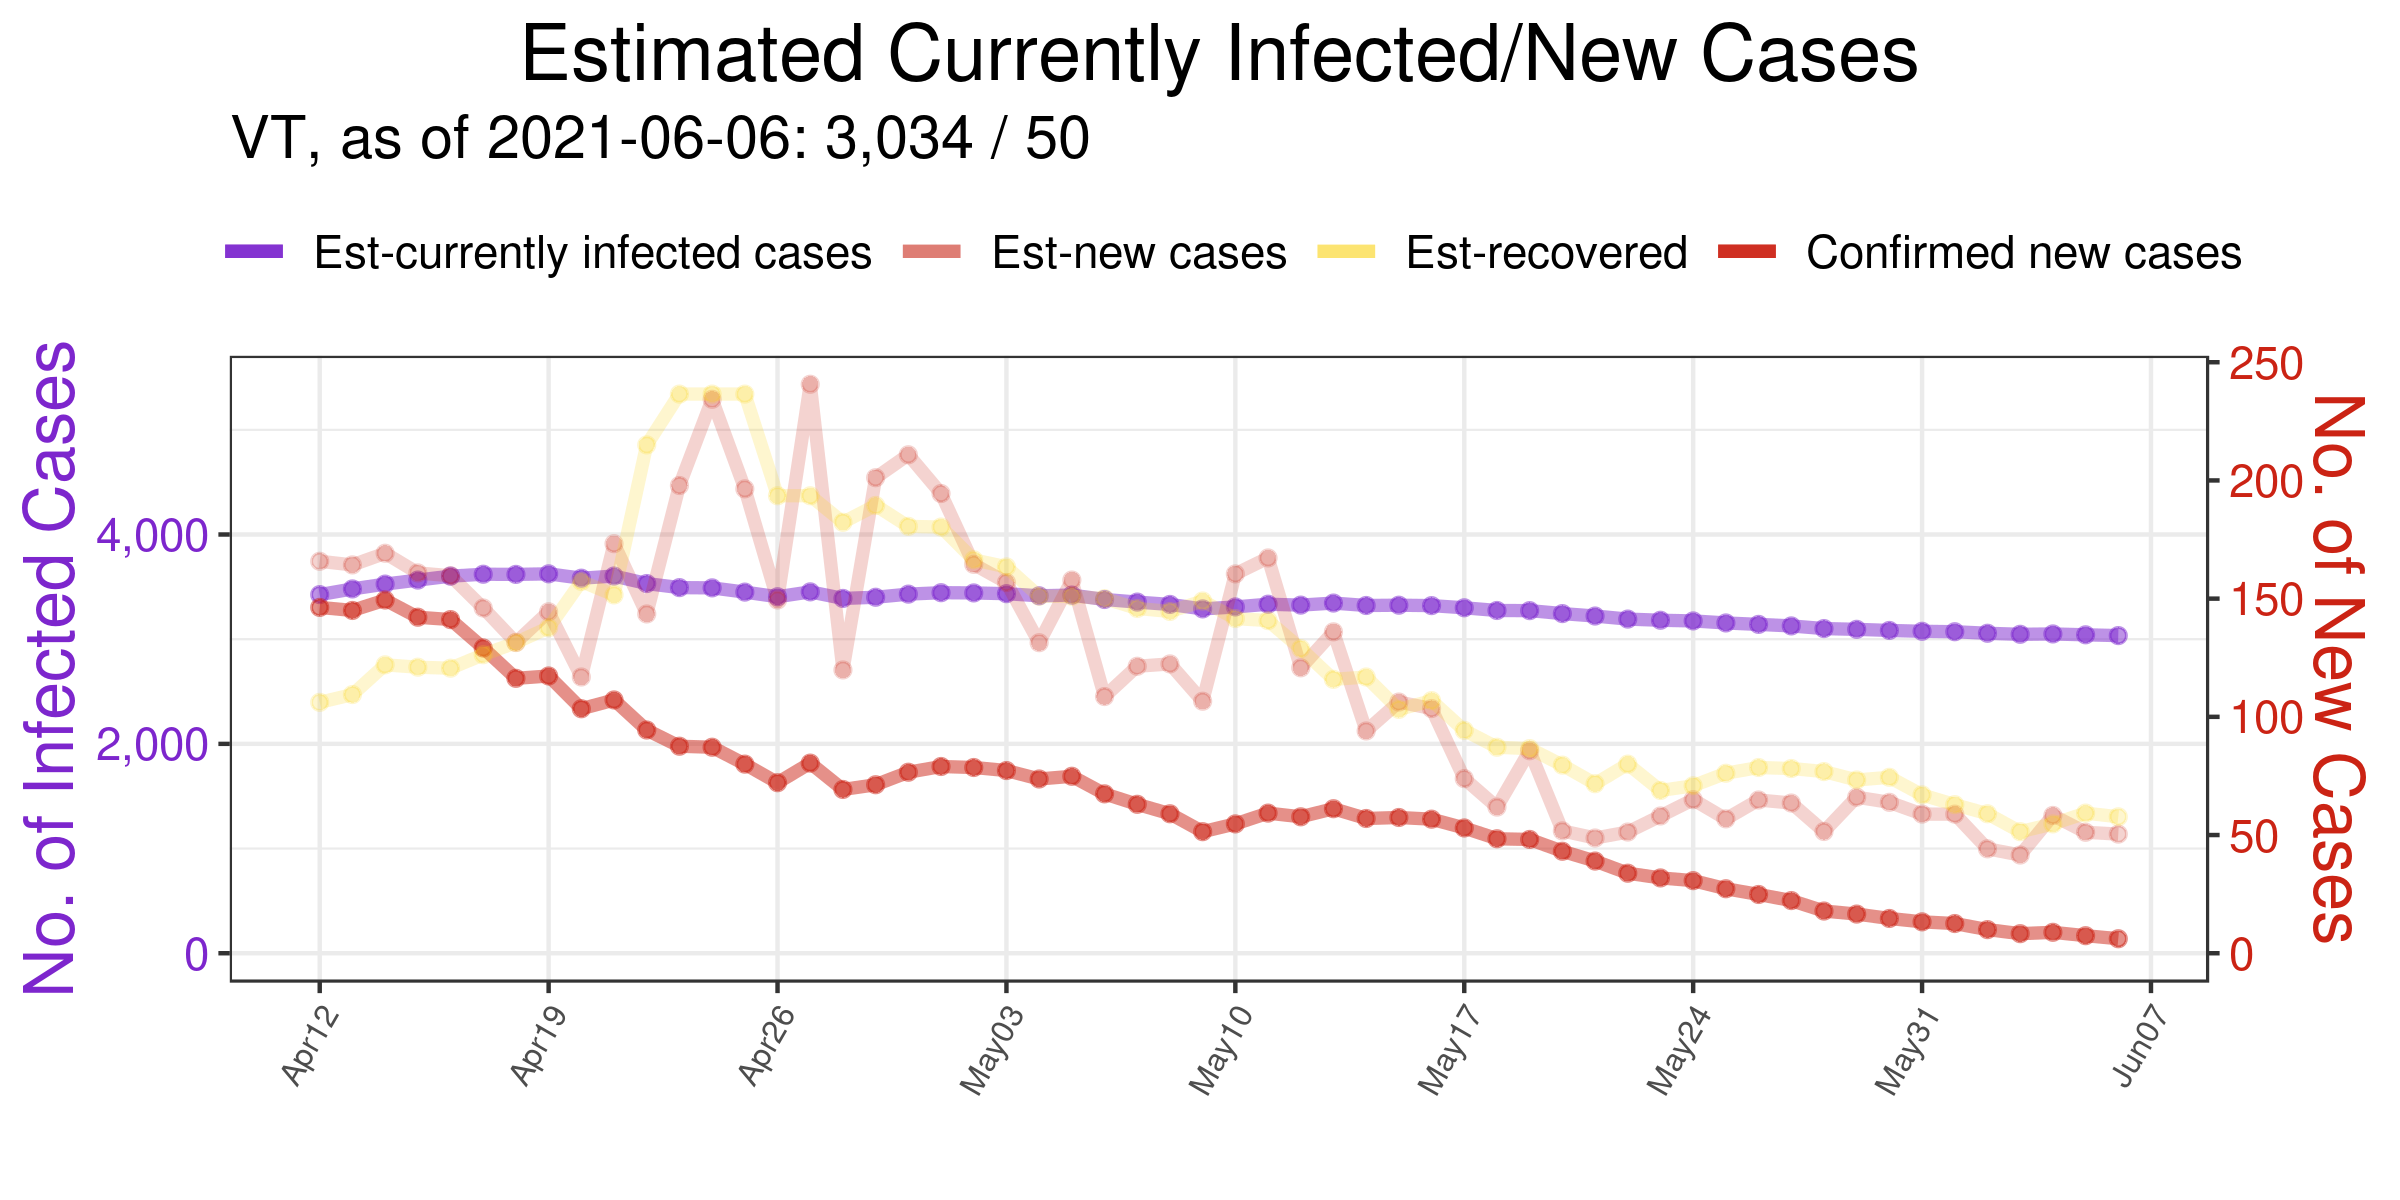 Estimated Currently Infected/New Cases
VT, as of 2021-06-06: 3,034 / 50
Est-currently infected cases Est-new cases Est-recovered Confirmed new cases
No. of Infected Cases
4,000
2,000
0
250
200
150
100
50
0
No. of New Cases
Apr12 Apr19 Apr26 May03 May10 May17 May24 May31 Jun07